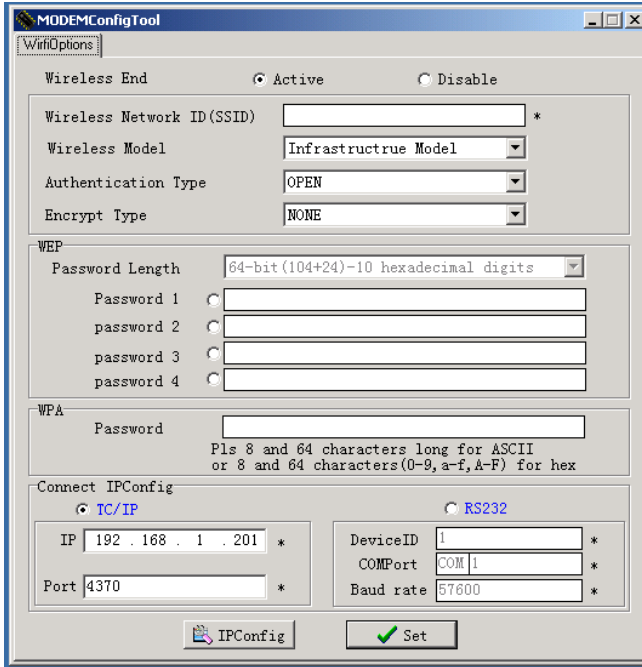 MODEMConfigTool
WirfiOptions
Wireless End Active Disable
Wireless Network ID(SSID) *
Wireless Model Infrastructrue Model
Authentication Type OPEN
Encrypt Type NONE
WEP
Password Length 64-bit(104+24)-10 hexadecimal digits
Password 1
password 2
password 3
password 4
WPA
Password
Pls 8 and 64 characters long for ASCII
or 8 and 64 characters(0-9,a-f,A-F) for hex
Connect IPConfig
TC/IP RS232
IP 192 . 168 . 1 . 201 * DeviceID 1 *
COMPort COM 1 *
Port 4370 * Baud rate 57600 *
IPConfig Set